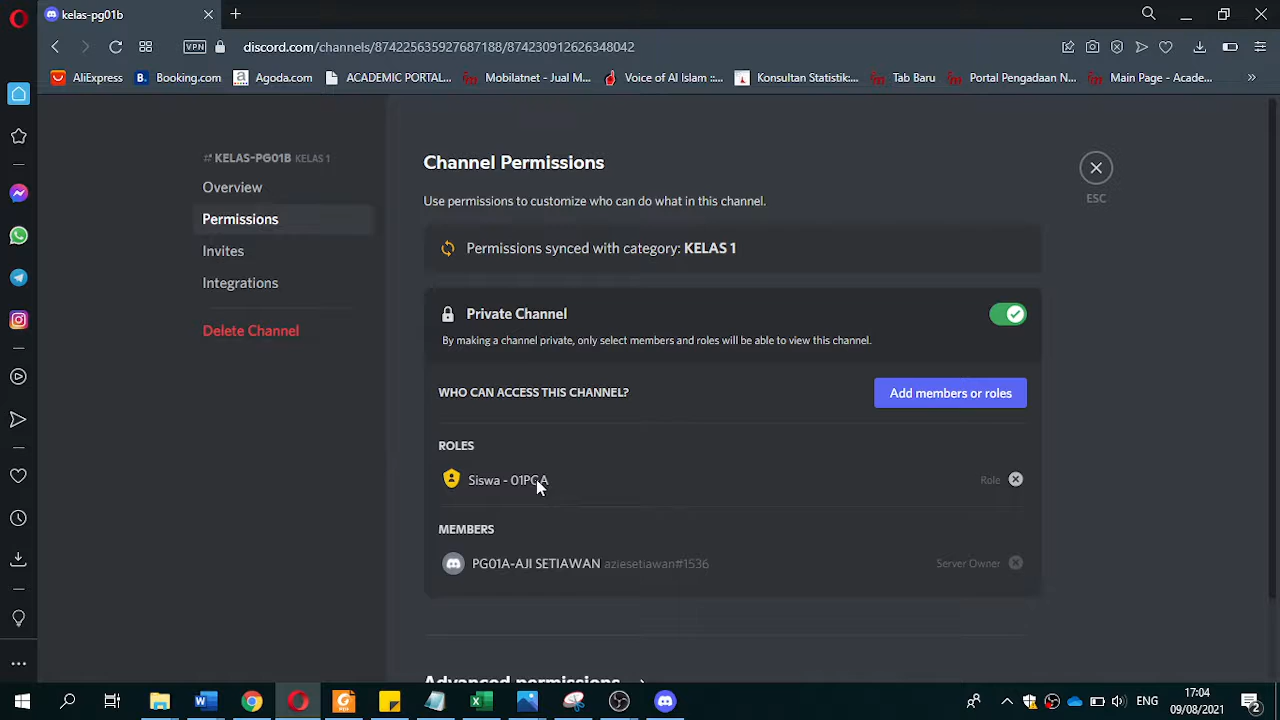 kelas-pg01b
VPN
discord.com/channels/874225635927687188/874230912626348042
AliExpress
B.
Booking.com
a
Agoda.com
ACADEMIC PORTAL...
Mobilatnet - Jual M...
Voice of Al Islam ::...
Konsultan Statistik:...
Tab Baru
Portal Pengadaan N...
Main Page - Acade...
KELAS-PG01B KELAS 1
Overview
Permissions
Invites
Integrations
Delete Channel
Channel Permissions
ESC
Use permissions to customize who can do what in this channel.
Permissions synced with category: KELAS 1
Private Channel
By making a channel private, only select members and roles will be able to view this channel.
WHO CAN ACCESS THIS CHANNEL?
Add members or roles
ROLES
Siswa - 01PGA
Role
MEMBERS
PG01A-AJI SETIAWAN aziesetiawan#1536
Server Owner
Advanced permissions
ENG
17:04
09/08/2021
2